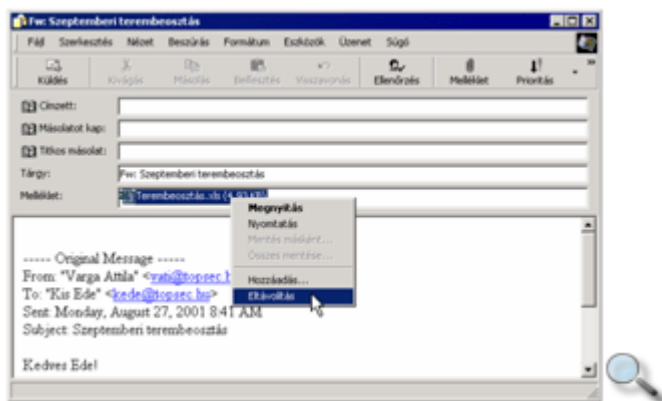 Fw: Szeptemberi terembeosztás
Fájl Szerkesztés Nézet Beszúrás Formátum Eszközök Üzenet Súgó
Küldés Kivágás Másolás Beillesztés Visszavonás Ellenőrzés Melléklet Prioritás »
Címzett:
Másolatot kap:
Titkos másolat:
Tárgy: Fw: Szeptemberi terembeosztás
Melléklet: Terembeosztás.xls
Megnyitás
Nyomtatás
Mentés másként...
Összes mentése...
Hozzáadás...
Eltávolítás
----- Original Message -----
From: "Varga Attila" <vati@topsec.h
To: "Kis Ede" <kede@topsec.hu>
Sent: Monday, August 27, 2001 8:41 AM
Subject: Szeptemberi terembeosztás
Kedves Ede!